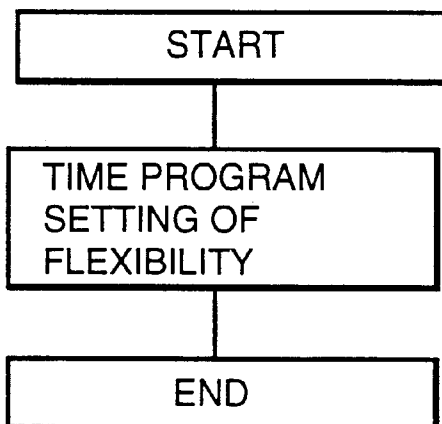 START
TIME PROGRAM
SETTING OF
FLEXIBILITY
END